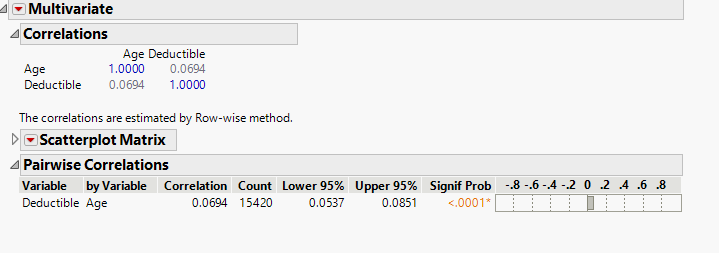 Multivariate
Correlations
Age Deductible
Age 1.0000 0.0694
Deductible 0.0694 1.0000
The correlations are estimated by Row-wise method.
Scatterplot Matrix
Pairwise Correlations
Variable by Variable Correlation Count Lower 95% Upper 95% Signif Prob -.8 -.6 -.4 -.2 0 .2 .4 .6 .8
Deductible Age 0.0694 15420 0.0537 0.0851 <.0001*